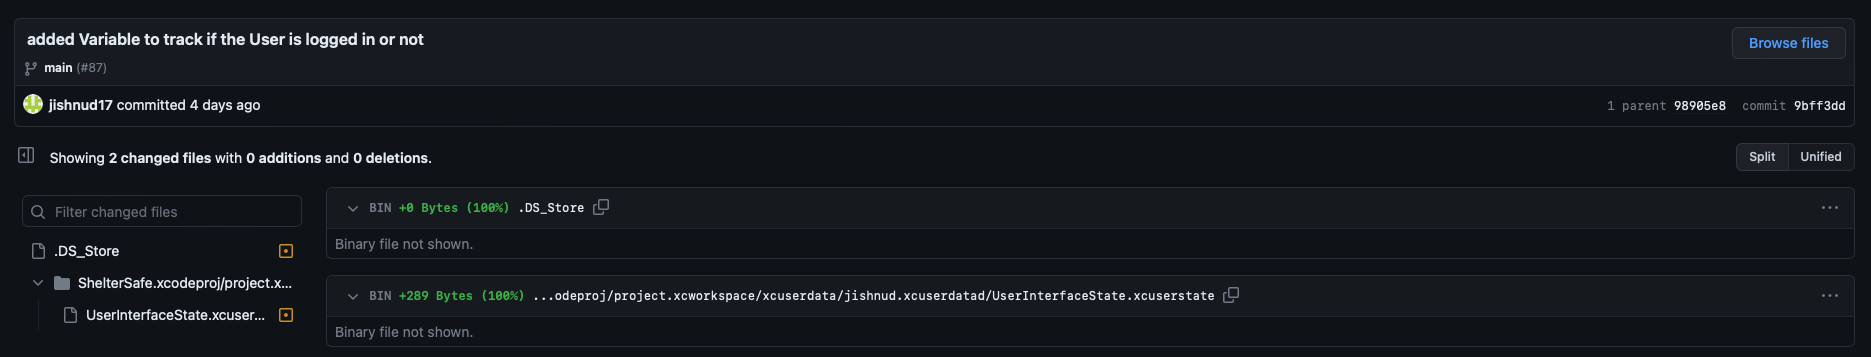 added Variable to track if the User is logged in or not
Browse files
main (#87)
jishnud17 committed 4 days ago
1 parent 98905e8 commit 9bff3dd
Showing 2 changed files with 0 additions and 0 deletions.
Split Unified
Filter changed files
.DS_Store
ShelterSafe.xcodeproj/project.x...
UserInterfaceState.xcuser...
BIN +0 Bytes (100%) .DS_Store
Binary file not shown.
BIN +289 Bytes (100%) ...odeproj/project.xcworkspace/xcuserdata/jishnud.xcuserdatad/UserInterfaceState.xcuserstate
Binary file not shown.